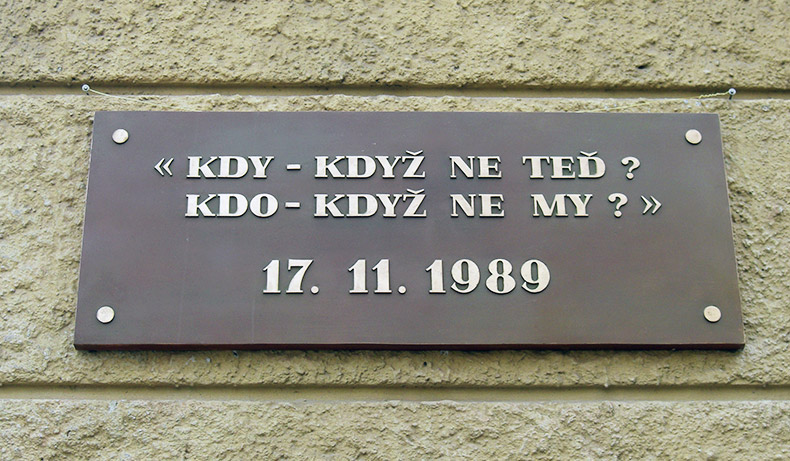 « KDY - KDYŽ NE TEĎ ?
KDO - KDYŽ NE MY ? »
17. 11. 1989